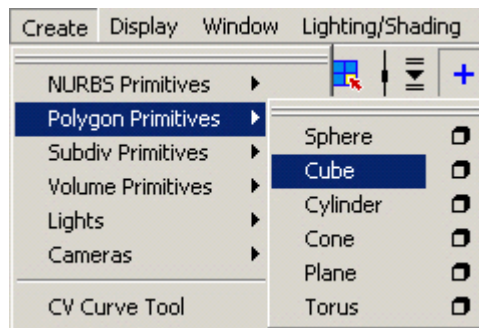 Create Display Window Lighting/Shading
NURBS Primitives
Polygon Primitives
Subdiv Primitives
Volume Primitives
Lights
Cameras
CV Curve Tool
Sphere
Cube
Cylinder
Cone
Plane
Torus